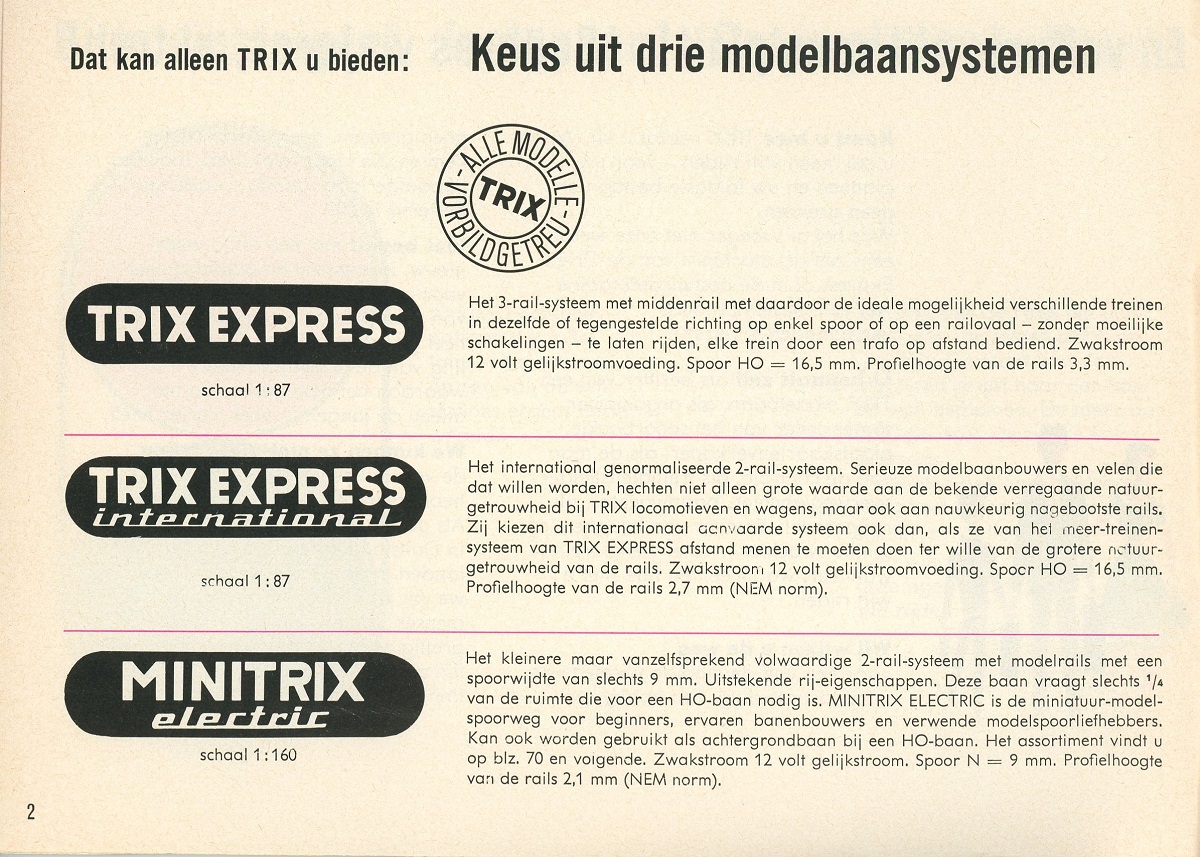 Dat kan alleen TRIX u bieden: Keus uit drie modelbaansystemen
ALLE MODELLE - VORBILDGETREU -
TRIX
TRIX EXPRESS
schaal 1:87
Het 3-rail-systeem met middenrail met daardoor de ideale mogelijkheid verschillende treinen
in dezelfde of tegengestelde richting op enkel spoor of op een railovaal – zonder moeilijke
schakelingen – te laten rijden, elke trein door een trafo op afstand bediend. Zwakstroom
12 volt gelijkstroomvoeding. Spoor HO = 16,5 mm. Profielhoogte van de rails 3,3 mm.
TRIX EXPRESS
international
schaal 1:87
Het international genormaliseerde 2-rail-systeem. Serieuze modelbaanbouwers en velen die
dat willen worden, hechten niet alleen grote waarde aan de bekende verregaande natuur-
getrouwheid bij TRIX locomotieven en wagens, maar ook aan nauwkeurig nagebootste rails.
Zij kiezen dit internationaal aanvaarde systeem ook dan, als ze van het meer-treinen-
systeem van TRIX EXPRESS afstand menen te moeten doen ter wille van de grotere natuur-
getrouwheid van de rails. Zwakstroom 12 volt gelijkstroomvoeding. Spoor HO = 16,5 mm.
Profielhoogte van de rails 2,7 mm (NEM norm).
MINITRIX
electric
schaal 1:160
Het kleinere maar vanzelfsprekend volwaardige 2-rail-systeem met modelrails met een
spoorwijdte van slechts 9 mm. Uitstekende rij-eigenschappen. Deze baan vraagt slechts 1/4
van de ruimte die voor een HO-baan nodig is. MINITRIX ELECTRIC is de miniatuur-model-
spoorweg voor beginners, ervaren banenbouwers en verwende modelspoorliefhebbers.
Kan ook worden gebruikt als achtergrondbaan bij een HO-baan. Het assortiment vindt u
op blz. 70 en volgende. Zwakstroom 12 volt gelijkstroom. Spoor N = 9 mm. Profielhoogte
van de rails 2,1 mm (NEM norm).
2